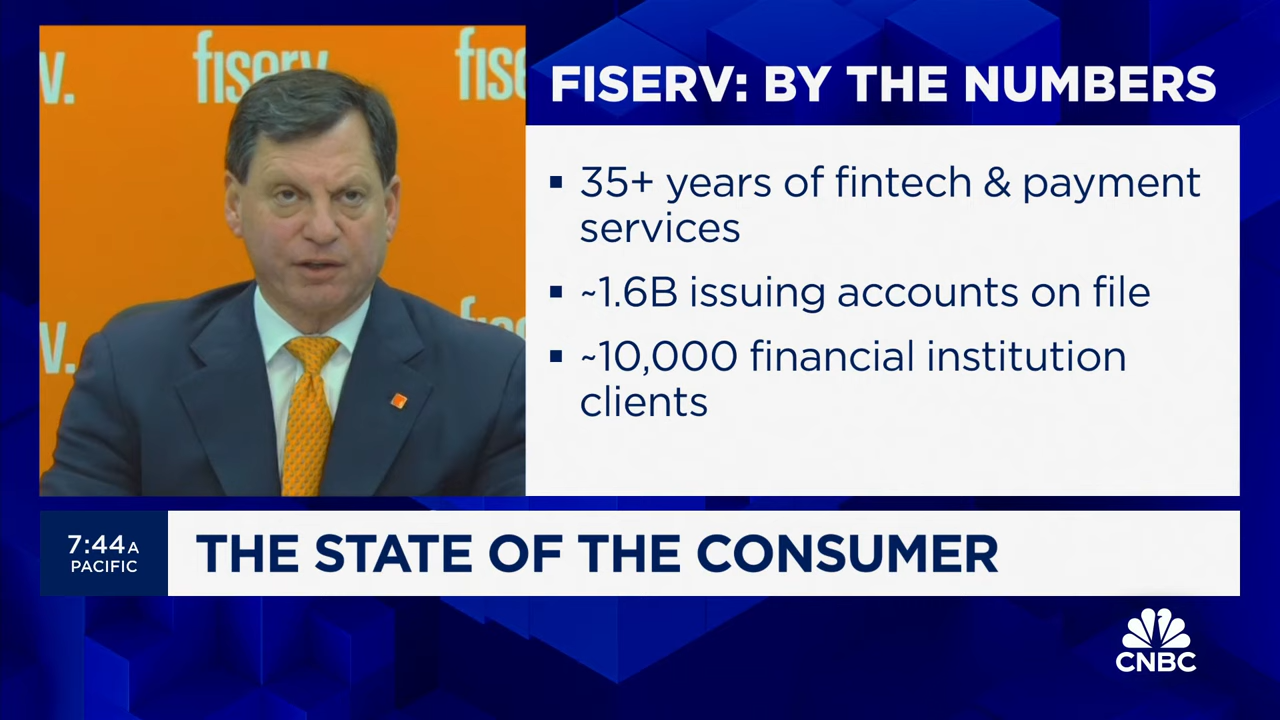 v. fiserv. fise
FISERV: BY THE NUMBERS
▪ 35+ years of fintech & payment
services
▪ ~1.6B issuing accounts on file
▪ ~10,000 financial institution
clients
v. fiserv
7:44A
PACIFIC
THE STATE OF THE CONSUMER
CNBC